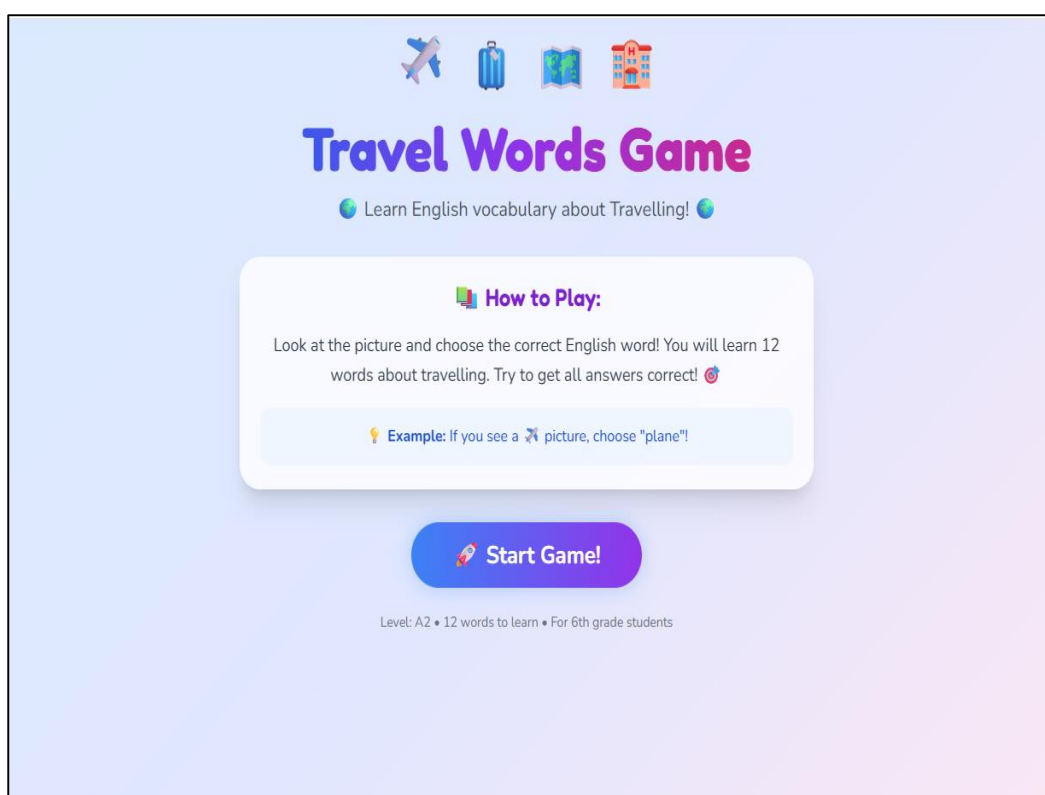 Travel Words Game
🌍 Learn English vocabulary about Travelling! 🌍
📚 How to Play:
Look at the picture and choose the correct English word! You will learn 12
words about travelling. Try to get all answers correct! 🎯
💡 Example: If you see a ✈️ picture, choose "plane"!
🚀 Start Game!
Level: A2 • 12 words to learn • For 6th grade students